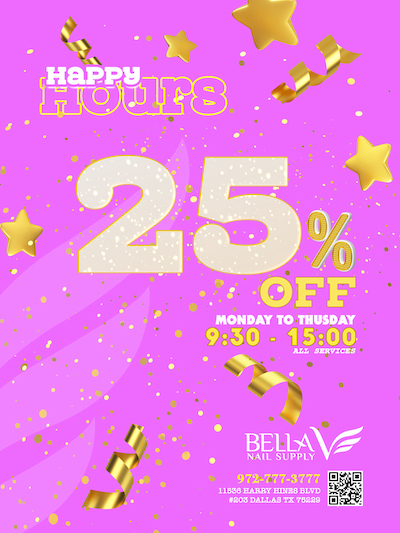 Happy
Hours
25%
OFF
MONDAY TO THUSDAY
9:30 - 15:00
ALL SERVICES
BELLA V
NAIL SUPPLY
972-777-3777
11536 HARRY HINES BLVD
#203 DALLAS TX 75229